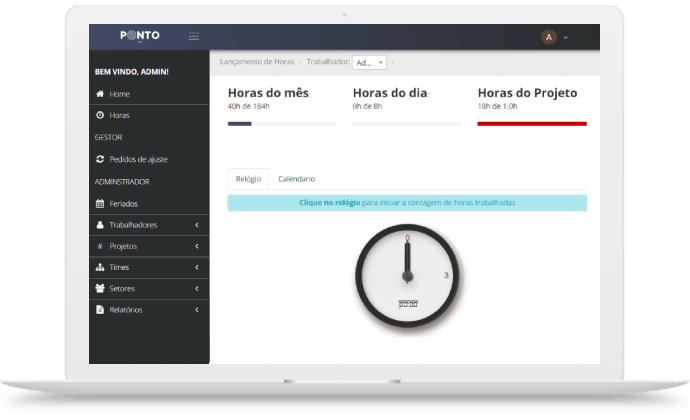 PONTO
A
Lançamento de Horas - Trabalhador: Ad... -
BEM VINDO, ADMIN!
Home
Horas
GESTOR
Pedidos de ajuste
ADMINSTRADOR
Feriados
Trabalhadores
# Projetos
Times
Setores
Relatórios
Horas do mês:
40h de 184h
Horas do dia:
0h de 8h
Horas do Projeto
18h de 1.0h
Relógio
Calendario
Clique no relógio para iniciar a contagem de horas trabalhadas
0
3
00:00